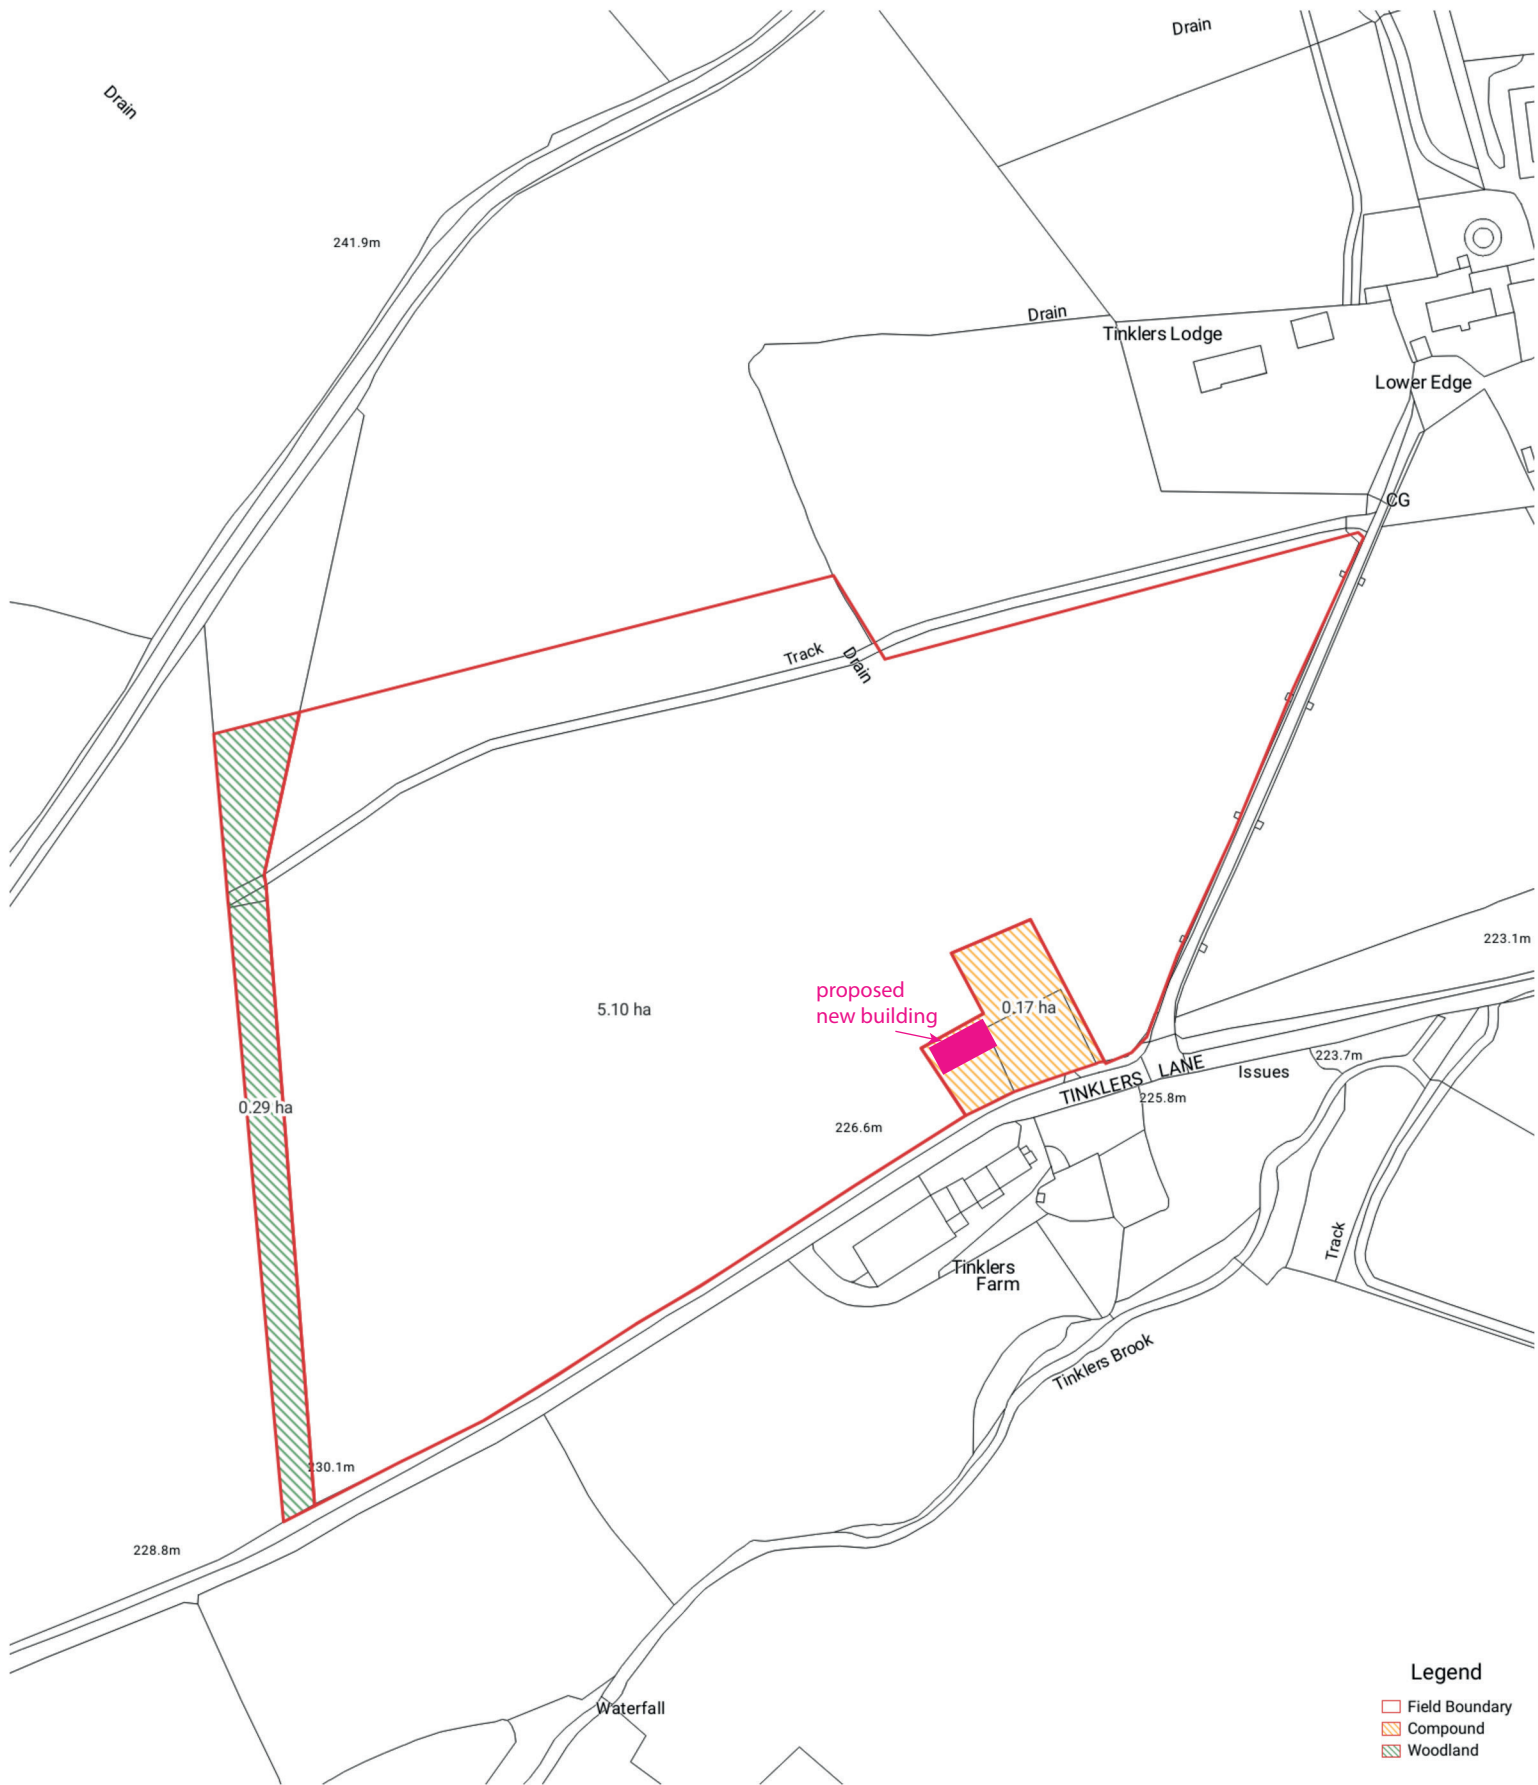 Drain
Drain
241.9m
Drain
Tinklers Lodge
Lower Edge
CG
Track
Drain
223.1m
proposed
new building
5.10 ha
0.17 ha
TINKLERS LANE
Issues
223.7m
225.8m
0.29 ha
226.6m
Tinklers
Farm
Track
Tinklers Brook
230.1m
228.8m
Waterfall
Legend
Field Boundary
Compound
Woodland